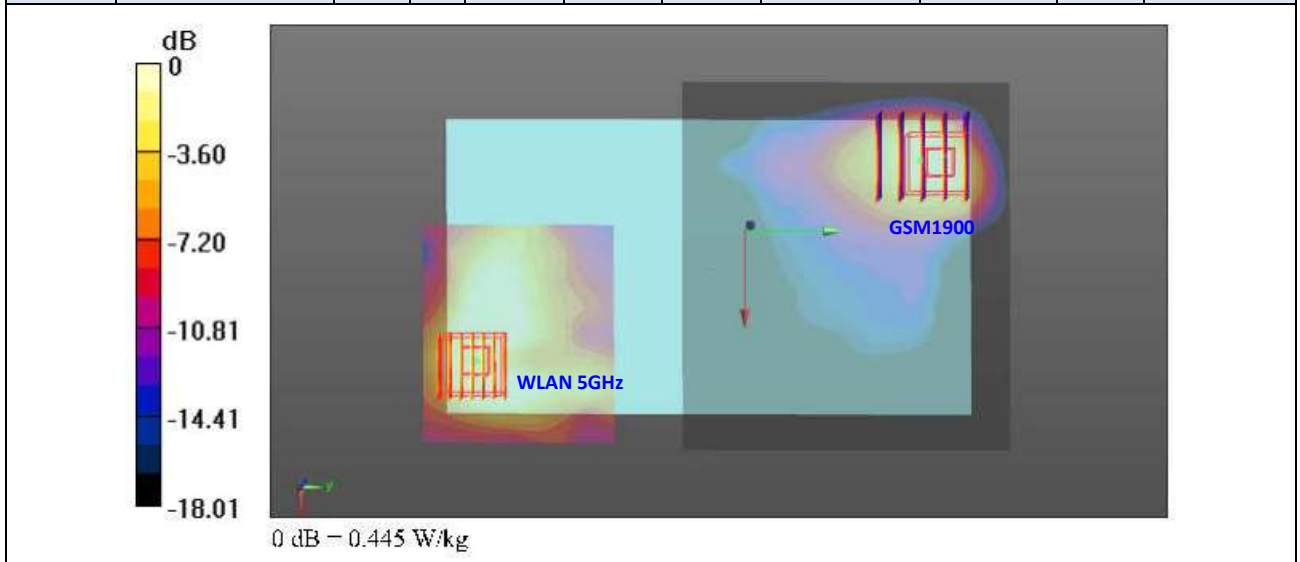 dB
0
-3.60
-7.20
-10.81
-14.41
-18.01
GSM1900
WLAN 5GHz
y
0 dB = 0.445 W/kg